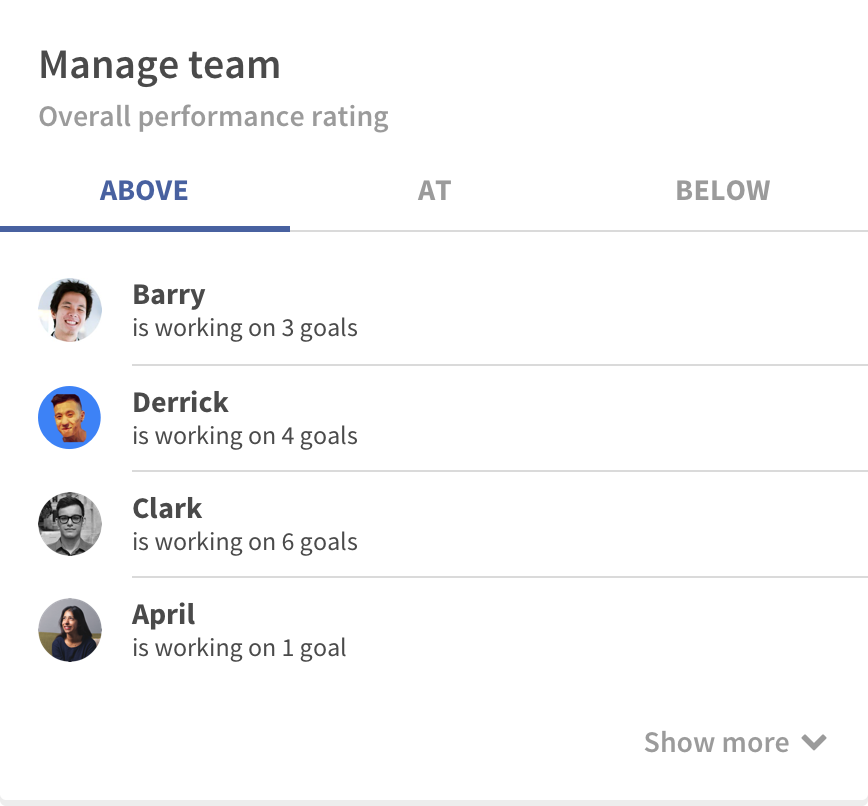 Manage team
Overall performance rating
ABOVE AT BELOW
Barry
is working on 3 goals
Derrick
is working on 4 goals
Clark
is working on 6 goals
April
is working on 1 goal
Show more